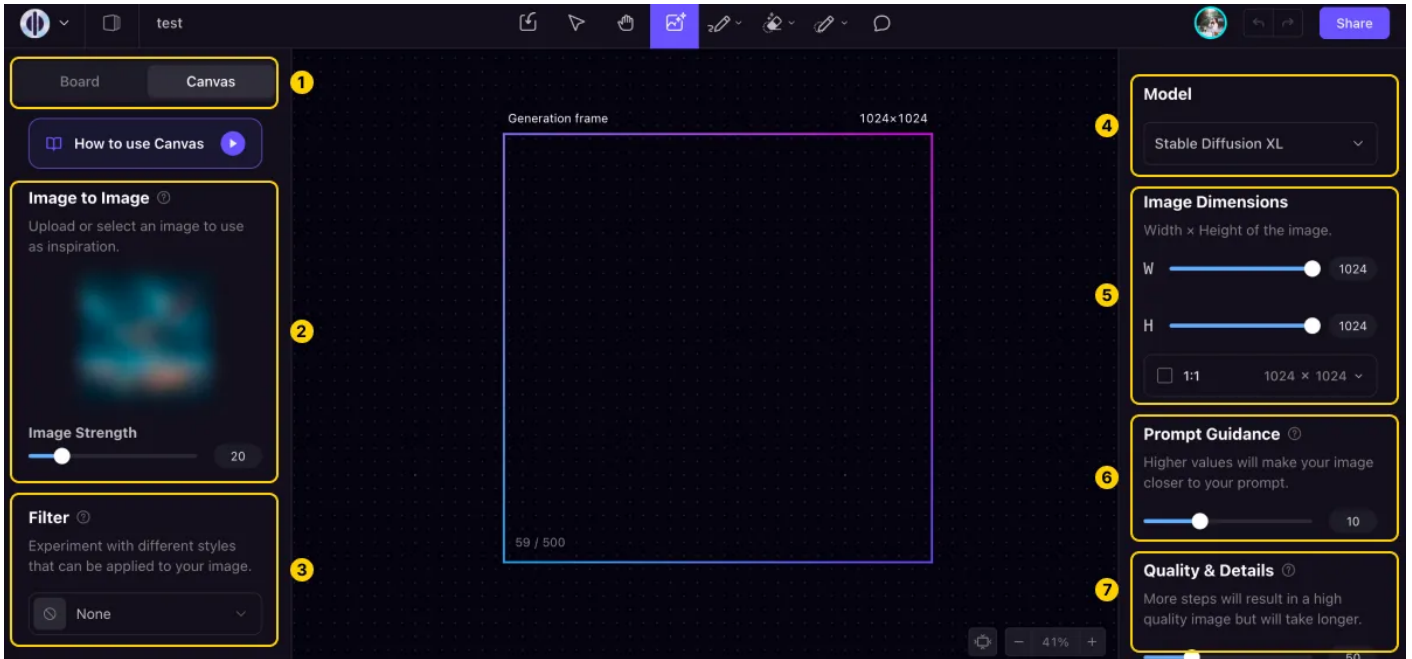 test
Share
Board
Canvas
1
How to use Canvas
Image to Image
Upload or select an image to use
as inspiration.
2
Image Strength
20
Filter
Experiment with different styles
that can be applied to your image.
3
None
Generation frame
1024×1024
59 / 500
41%
Model
4
Stable Diffusion XL
Image Dimensions
Width × Height of the image.
W
1024
5
H
1024
1:1
1024 × 1024
Prompt Guidance
Higher values will make your image
closer to your prompt.
6
10
Quality & Details
7
More steps will result in a high
quality image but will take longer.
50